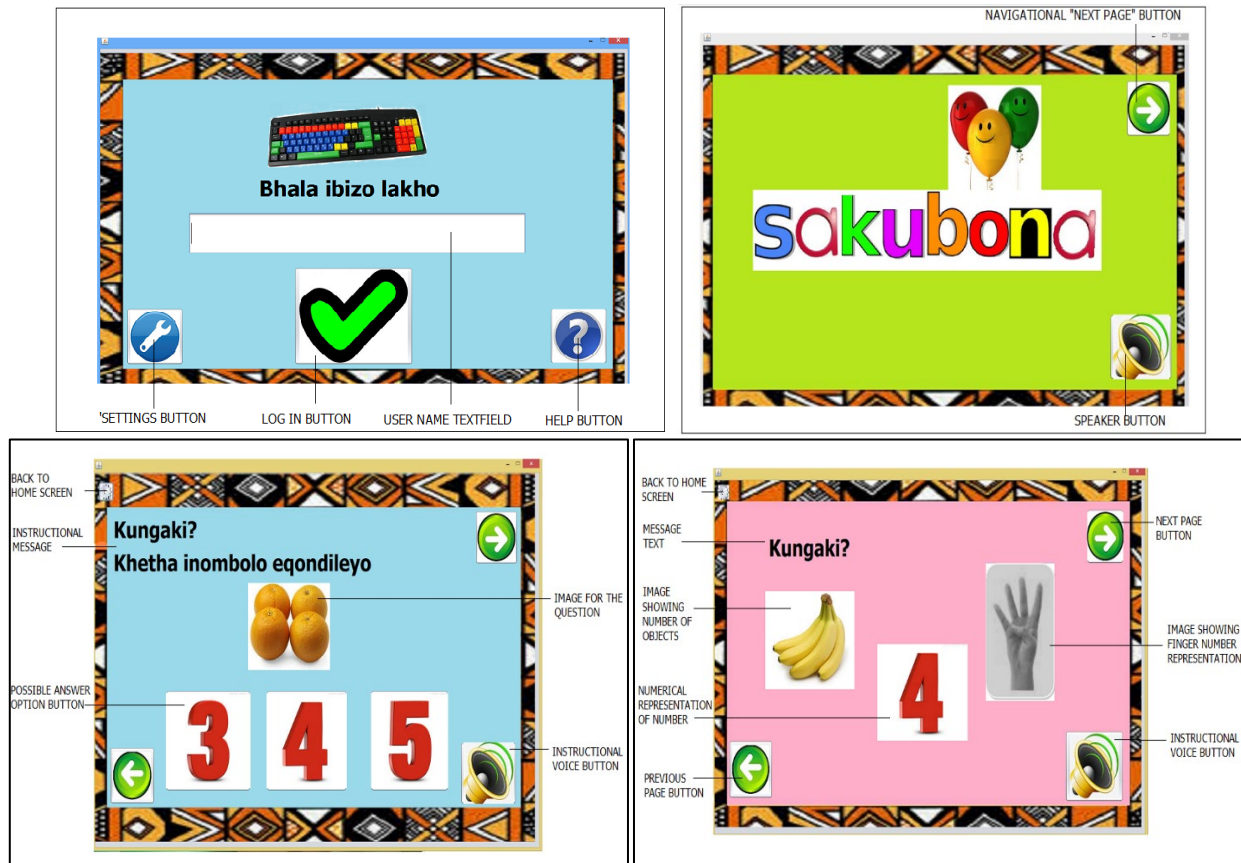 Bhala ibizo lakho
'SETTINGS BUTTON
LOG IN BUTTON
USER NAME TEXTFIELD
HELP BUTTON
NAVIGATIONAL "NEXT PAGE" BUTTON
sakubona
SPEAKER BUTTON
BACK TO
HOME SCREEN
INSTRUCTIONAL
MESSAGE
Kungaki?
Khetha inombolo eqondileyo
IMAGE FOR THE
QUESTION
POSSIBLE ANSWER
OPTION BUTTON
3 4 5
INSTRUCTIONAL
VOICE BUTTON
BACK TO HOME
SCREEN
MESSAGE
TEXT
Kungaki?
NEXT PAGE
BUTTON
IMAGE
SHOWING
NUMBER OF
OBJECTS
IMAGE SHOWING
FINGER NUMBER
REPRESENTATION
NUMERICAL
REPRESENTATION
OF NUMBER
4
PREVIOUS
PAGE BUTTON
INSTRUCTIONAL
VOICE BUTTON